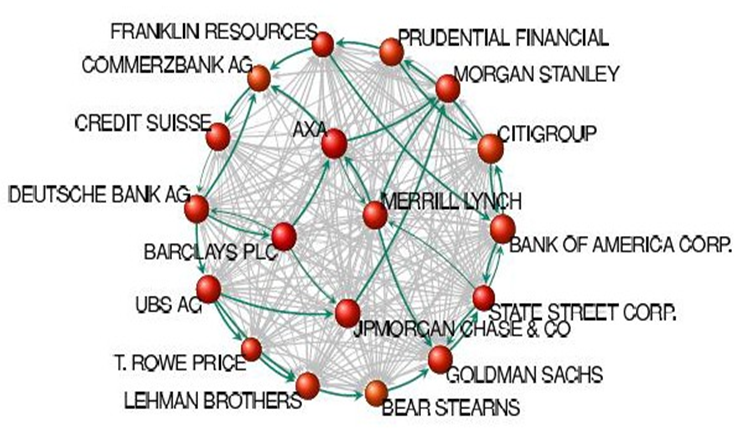 FRANKLIN RESOURCES
PRUDENTIAL FINANCIAL
COMMERZBANK AG
MORGAN STANLEY
CREDIT SUISSE
AXA
CITIGROUP
DEUTSCHE BANK AG
MERRILL LYNCH
BARCLAYS PLC
BANK OF AMERICA CORP.
UBS AG
STATE STREET CORP.
JPMORGAN CHASE & CO
T. ROWE PRICE
GOLDMAN SACHS
LEHMAN BROTHERS
BEAR STEARNS